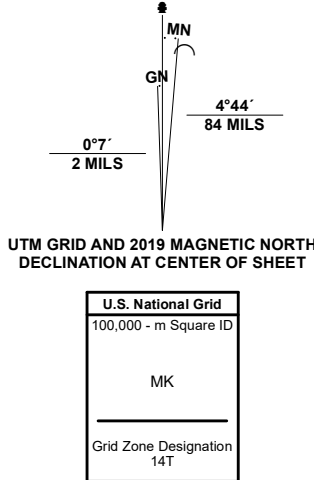 MN
GN
0°7´
2 MILS
4°44´
84 MILS
UTM GRID AND 2019 MAGNETIC NORTH
DECLINATION AT CENTER OF SHEET
U.S. National Grid
100,000 - m Square ID
MK
Grid Zone Designation
14T